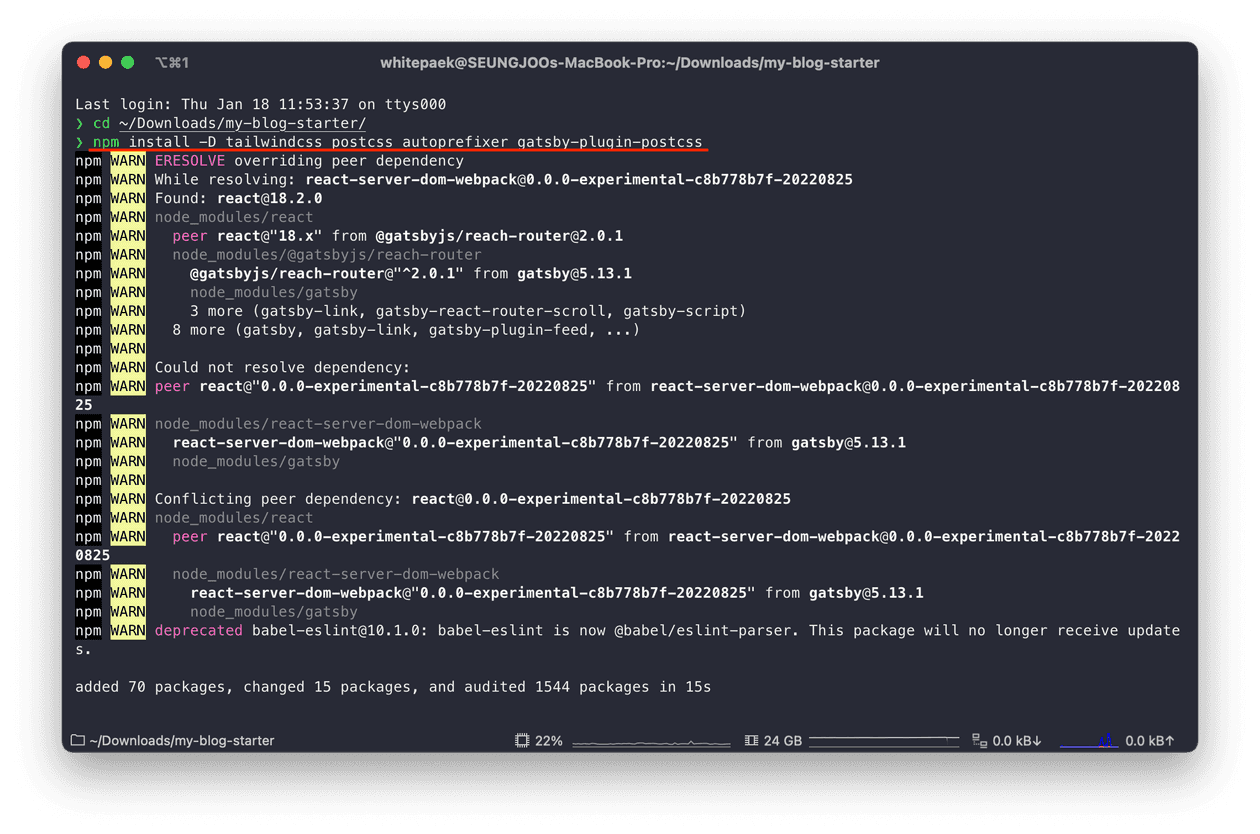 ⌥⌘1
whitepaek@SEUNGJOOs-MacBook-Pro:~/Downloads/my-blog-starter
Last login: Thu Jan 18 11:53:37 on ttys000
❯ cd ~/Downloads/my-blog-starter/
❯ npm install -D tailwindcss postcss autoprefixer gatsby-plugin-postcss
npm WARN ERESOLVE overriding peer dependency
npm WARN While resolving: react-server-dom-webpack@0.0.0-experimental-c8b778b7f-20220825
npm WARN Found: react@18.2.0
npm WARN node_modules/react
npm WARN   peer react@"18.x" from @gatsbyjs/reach-router@2.0.1
npm WARN   node_modules/@gatsbyjs/reach-router
npm WARN     @gatsbyjs/reach-router@"^2.0.1" from gatsby@5.13.1
npm WARN     node_modules/gatsby
npm WARN     3 more (gatsby-link, gatsby-react-router-scroll, gatsby-script)
npm WARN   8 more (gatsby, gatsby-link, gatsby-plugin-feed, ...)
npm WARN
npm WARN Could not resolve dependency:
npm WARN peer react@"0.0.0-experimental-c8b778b7f-20220825" from react-server-dom-webpack@0.0.0-experimental-c8b778b7f-202208
25
npm WARN node_modules/react-server-dom-webpack
npm WARN   react-server-dom-webpack@"0.0.0-experimental-c8b778b7f-20220825" from gatsby@5.13.1
npm WARN   node_modules/gatsby
npm WARN
npm WARN Conflicting peer dependency: react@0.0.0-experimental-c8b778b7f-20220825
npm WARN node_modules/react
npm WARN   peer react@"0.0.0-experimental-c8b778b7f-20220825" from react-server-dom-webpack@0.0.0-experimental-c8b778b7f-2022
0825
npm WARN   node_modules/react-server-dom-webpack
npm WARN     react-server-dom-webpack@"0.0.0-experimental-c8b778b7f-20220825" from gatsby@5.13.1
npm WARN     node_modules/gatsby
npm WARN deprecated babel-eslint@10.1.0: babel-eslint is now @babel/eslint-parser. This package will no longer receive update
s.
added 70 packages, changed 15 packages, and audited 1544 packages in 15s
~/Downloads/my-blog-starter 22% 24 GB 0.0 kB↓ 0.0 kB↑